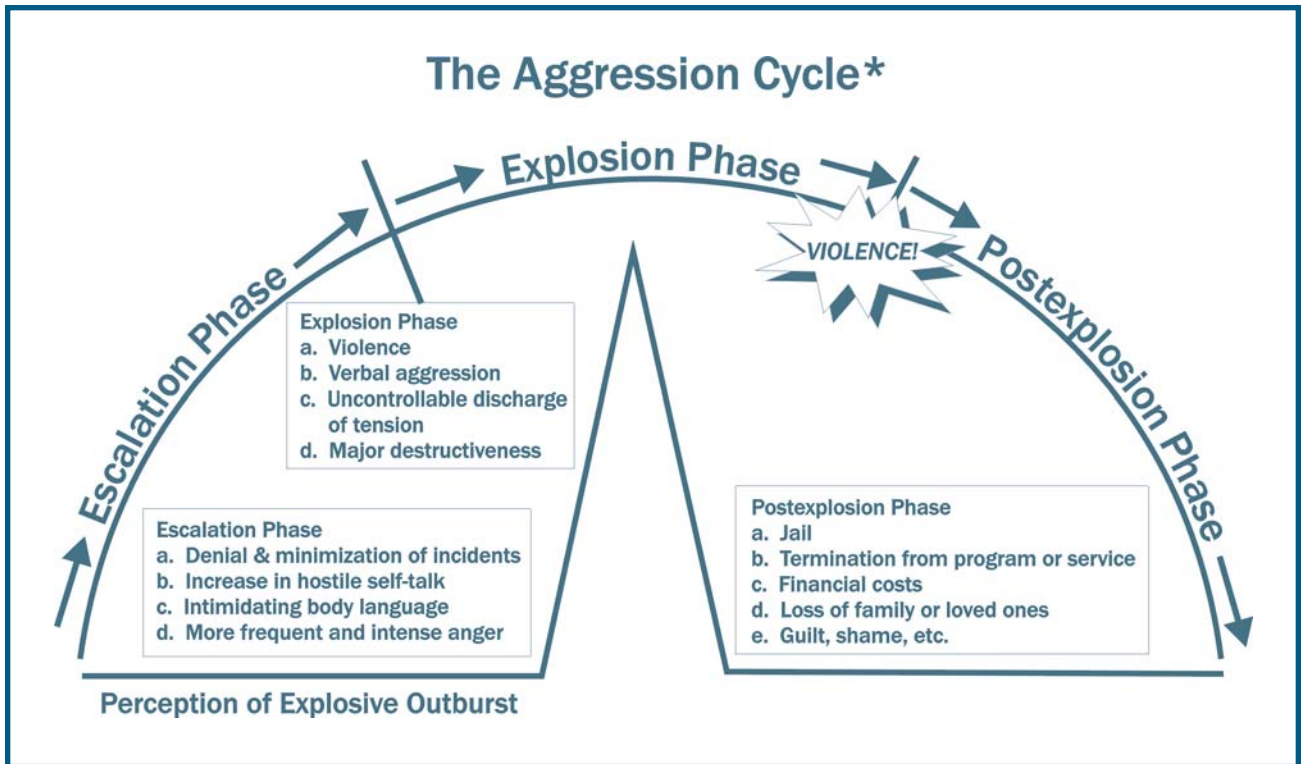 The Aggression Cycle*
Escalation Phase
Explosion Phase
Postexplosion Phase
VIOLENCE!
Explosion Phase
a. Violence
b. Verbal aggression
c. Uncontrollable discharge
of tension
d. Major destructiveness
Escalation Phase
a. Denial & minimization of incidents
b. Increase in hostile self-talk
c. Intimidating body language
d. More frequent and intense anger
Postexplosion Phase
a. Jail
b. Termination from program or service
c. Financial costs
d. Loss of family or loved ones
e. Guilt, shame, etc.
Perception of Explosive Outburst